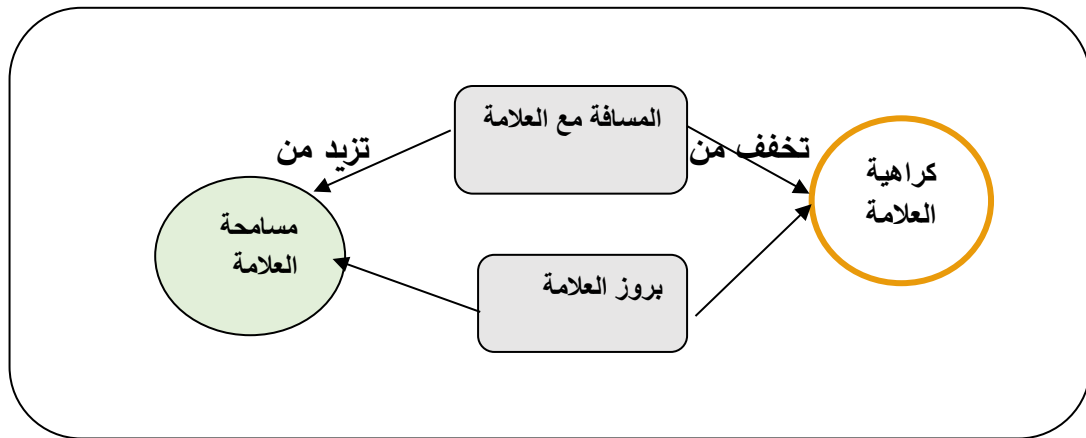 المسافة مع العلامة
تخفف من
تزيد من
كراهية
العلامة
مسامحة
العلامة
بروز العلامة